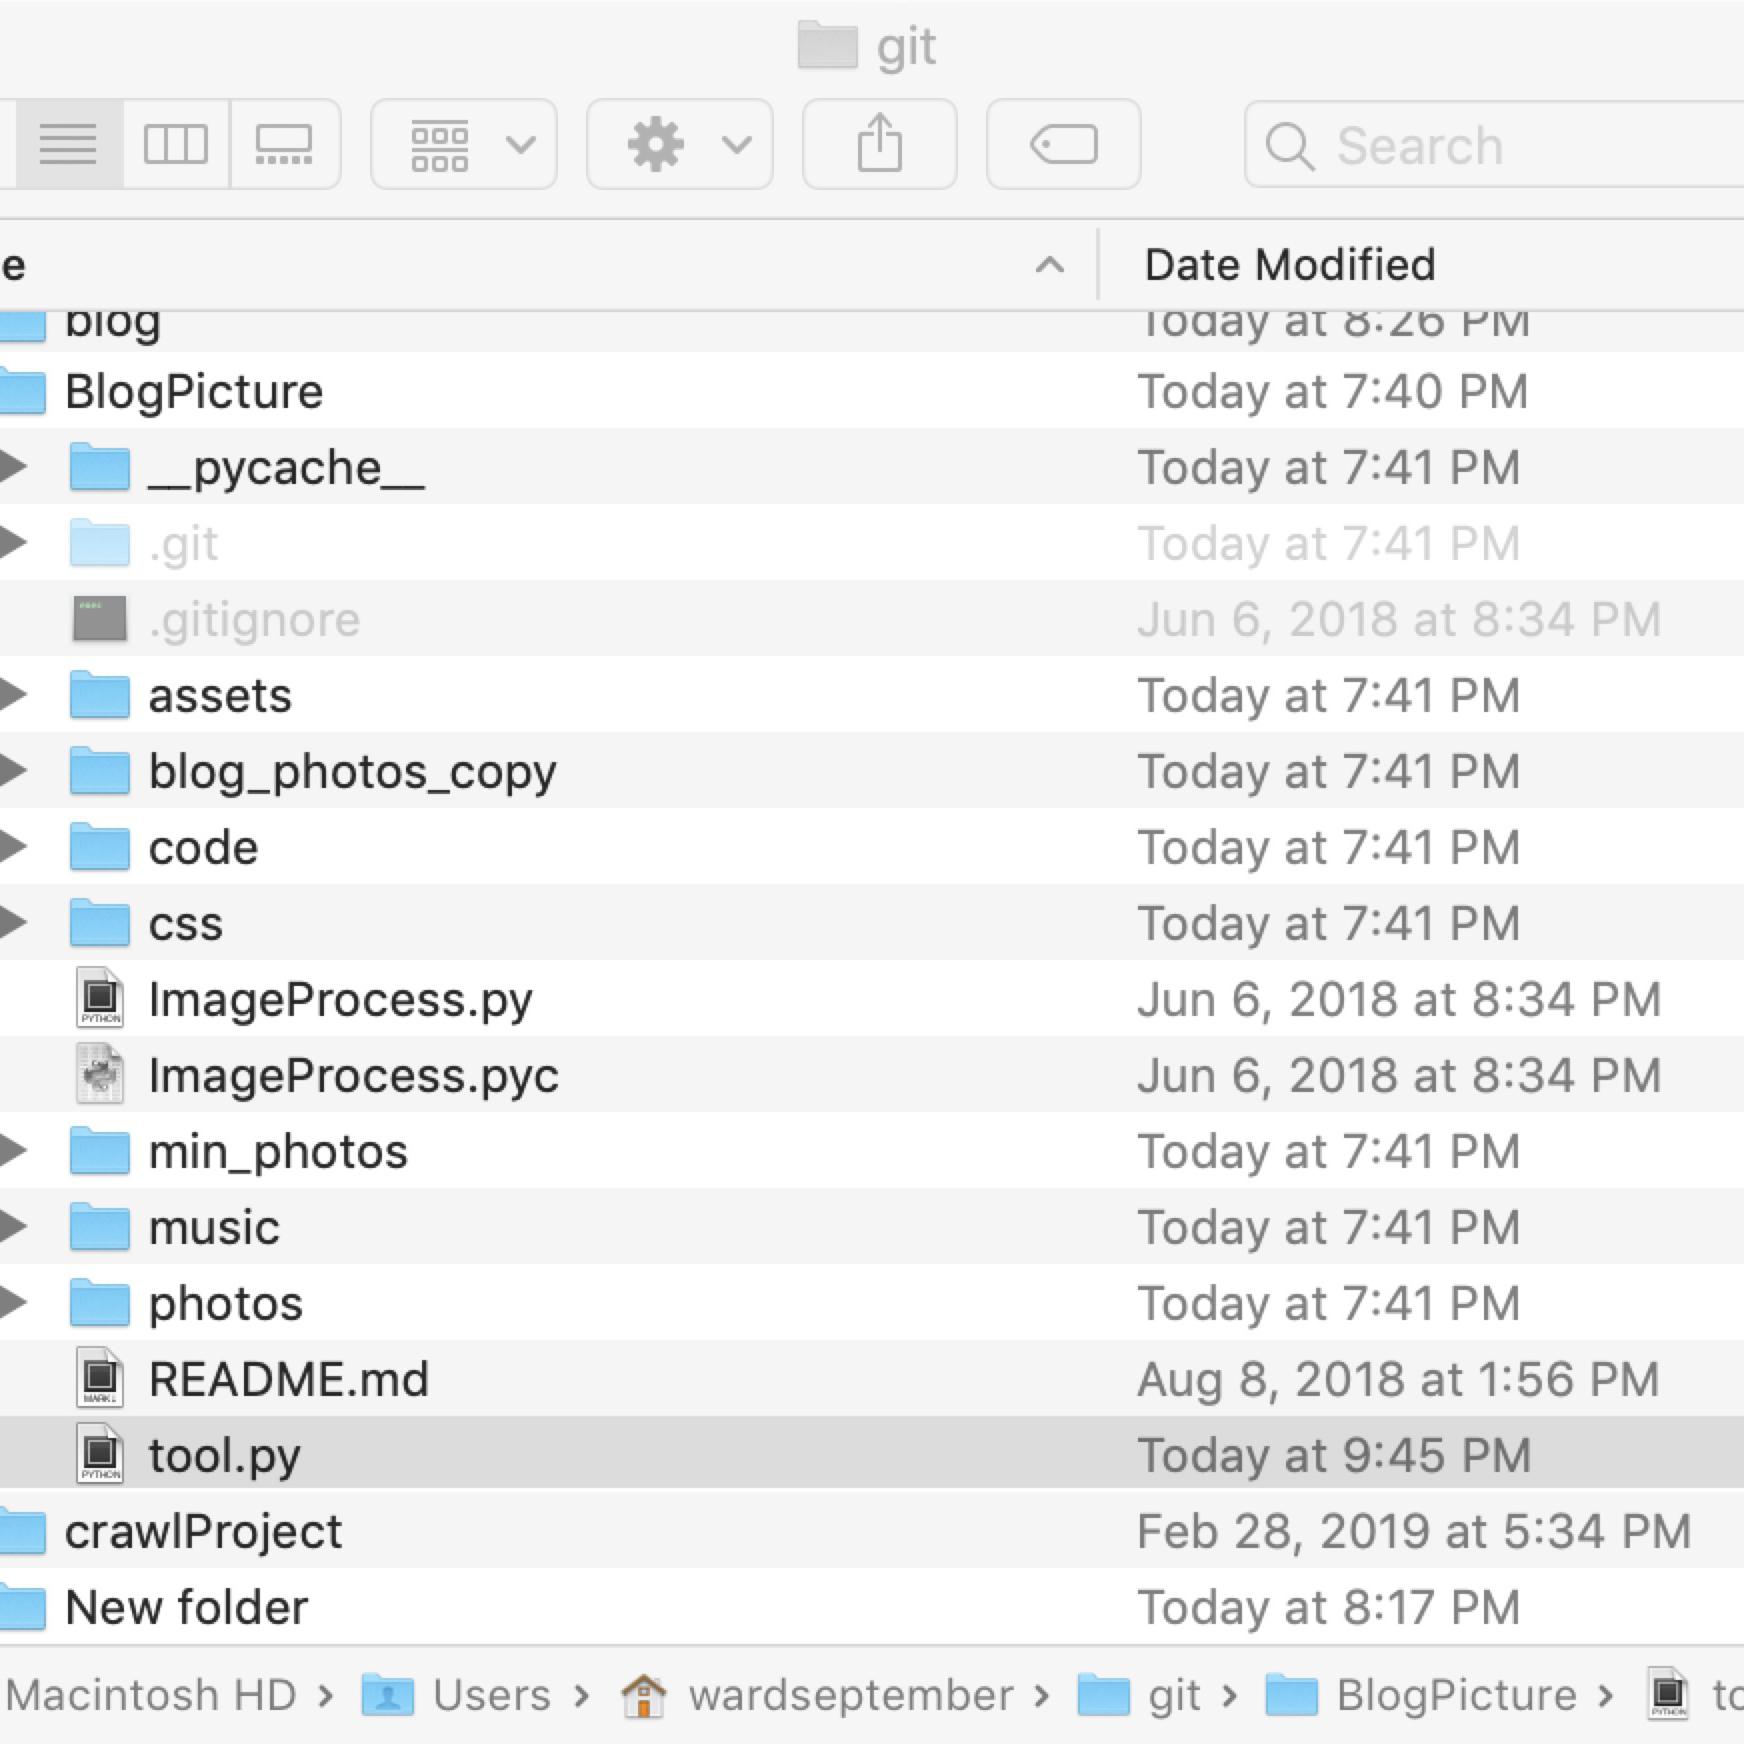 git
Search
e Date Modified
blog Today at 8:26 PM
BlogPicture Today at 7:40 PM
__pycache__ Today at 7:41 PM
.git Today at 7:41 PM
.gitignore Jun 6, 2018 at 8:34 PM
assets Today at 7:41 PM
blog_photos_copy Today at 7:41 PM
code Today at 7:41 PM
css Today at 7:41 PM
ImageProcess.py Jun 6, 2018 at 8:34 PM
ImageProcess.pyc Jun 6, 2018 at 8:34 PM
min_photos Today at 7:41 PM
music Today at 7:41 PM
photos Today at 7:41 PM
README.md Aug 8, 2018 at 1:56 PM
tool.py Today at 9:45 PM
crawlProject Feb 28, 2019 at 5:34 PM
New folder Today at 8:17 PM
Macintosh HD › Users › wardseptember › git › BlogPicture › to